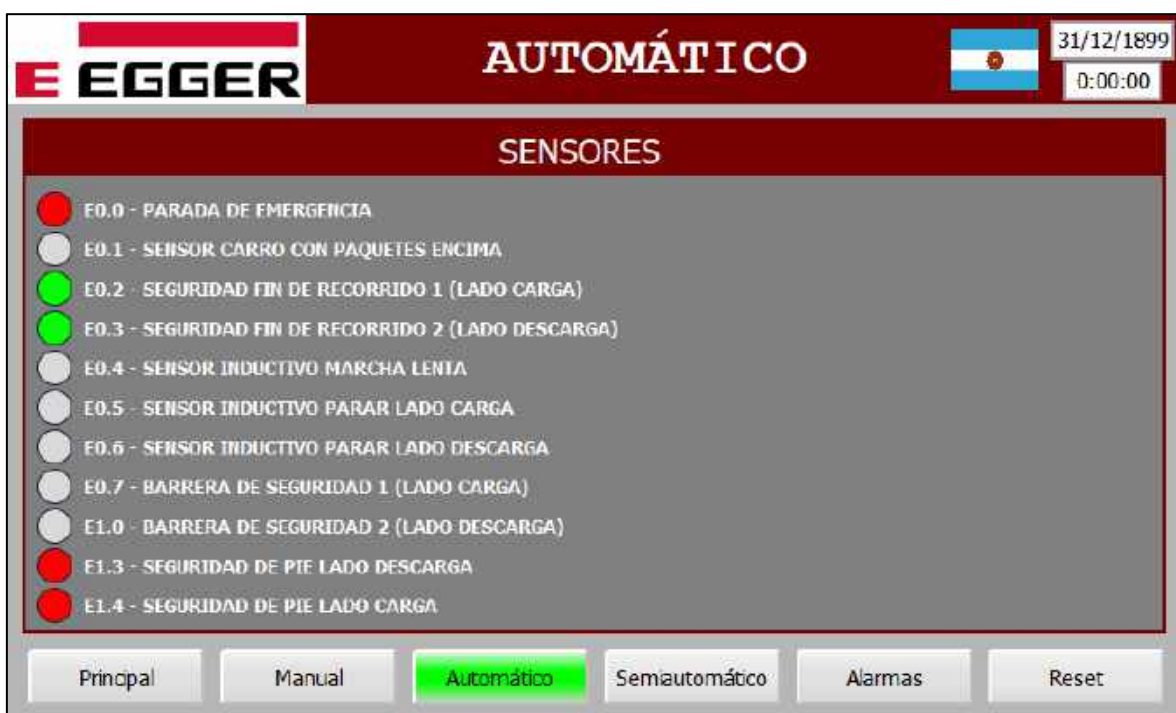 E EGGER
AUTOMÁTICO
31/12/1899
0:00:00
SENSORES
E0.0 - PARADA DE EMERGENCIA
E0.1 - SENSOR CARRO CON PAQUETES ENCIMA
E0.2 - SEGURIDAD FIN DE RECORRIDO 1 (LADO CARGA)
E0.3 - SEGURIDAD FIN DE RECORRIDO 2 (LADO DESCARGA)
E0.4 - SENSOR INDUCTIVO MARCHA LENTA
E0.5 - SENSOR INDUCTIVO PARAR LADO CARGA
E0.6 - SENSOR INDUCTIVO PARAR LADO DESCARGA
E0.7 - BARRERA DE SEGURIDAD 1 (LADO CARGA)
E1.0 - BARRERA DE SEGURIDAD 2 (LADO DESCARGA)
E1.3 - SEGURIDAD DE PIE LADO DESCARGA
E1.4 - SEGURIDAD DE PIE LADO CARGA
Principal Manual Automático Semiautomático Alarmas Reset